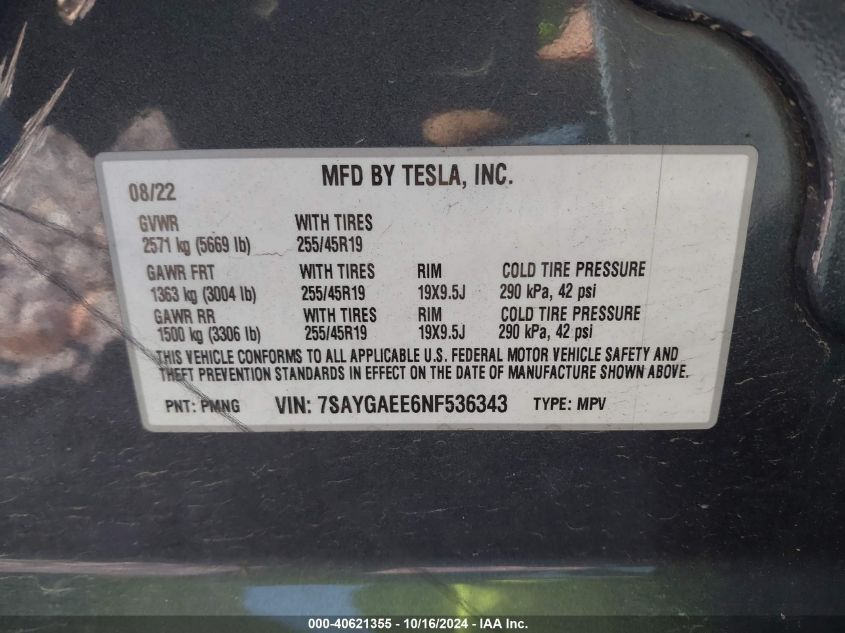 MFD BY TESLA, INC.
08/22
GVWR WITH TIRES
2571 kg (5669 lb) 255/45R19
GAWR FRT WITH TIRES RIM COLD TIRE PRESSURE
1363 kg (3004 lb) 255/45R19 19X9.5J 290 kPa, 42 psi
GAWR RR WITH TIRES RIM COLD TIRE PRESSURE
1500 kg (3306 lb) 255/45R19 19X9.5J 290 kPa, 42 psi
THIS VEHICLE CONFORMS TO ALL APPLICABLE U.S. FEDERAL MOTOR VEHICLE SAFETY AND
THEFT PREVENTION STANDARDS IN EFFECT ON THE DATE OF MANUFACTURE SHOWN ABOVE.
PNT: PMNG VIN: 7SAYGAEE6NF536343 TYPE: MPV
000-40621355 - 10/16/2024 - IAA Inc.